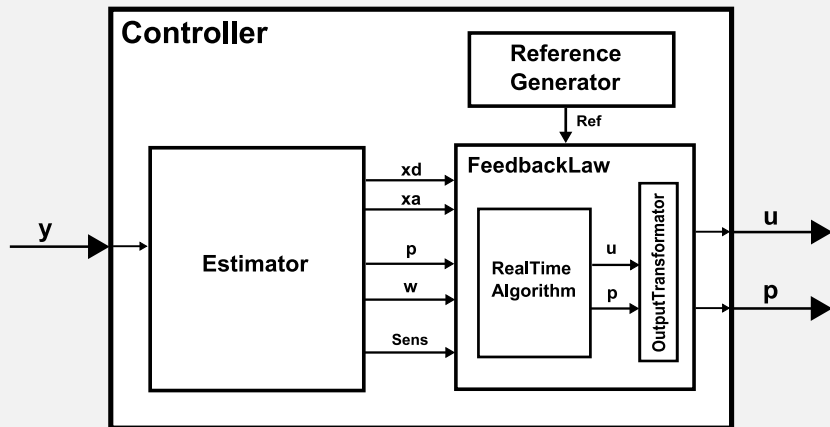 Controller
Reference
Generator
Ref
FeedbackLaw
xd
xa
y
Estimator
p
w
Sens
RealTime
Algorithm
u
p
OutputTransformator
u
p